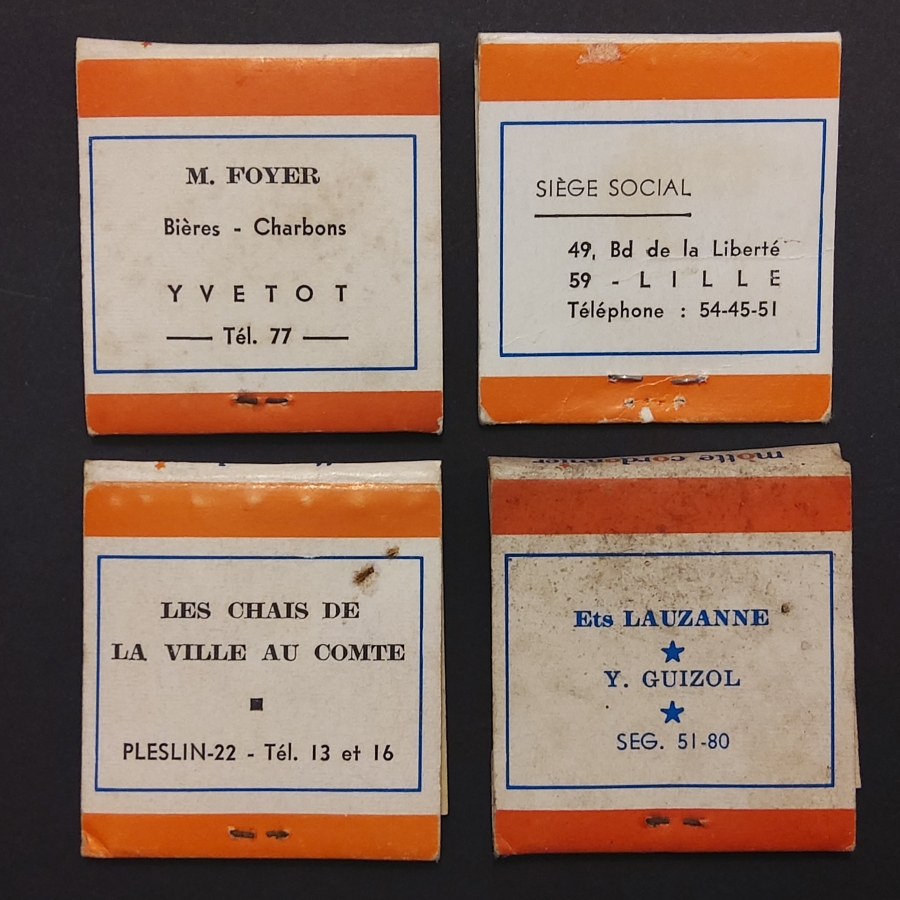 M. FOYER
Bières - Charbons
YVETOT
Tél. 77
SIÈGE SOCIAL
49, Bd de la Liberté
59 - LILLE
Téléphone : 54-45-51
LES CHAIS DE
LA VILLE AU COMTE
PLESLIN-22 - Tél. 13 et 16
motte cordonnier
Ets LAUZANNE
Y. GUIZOL
SEG. 51-80